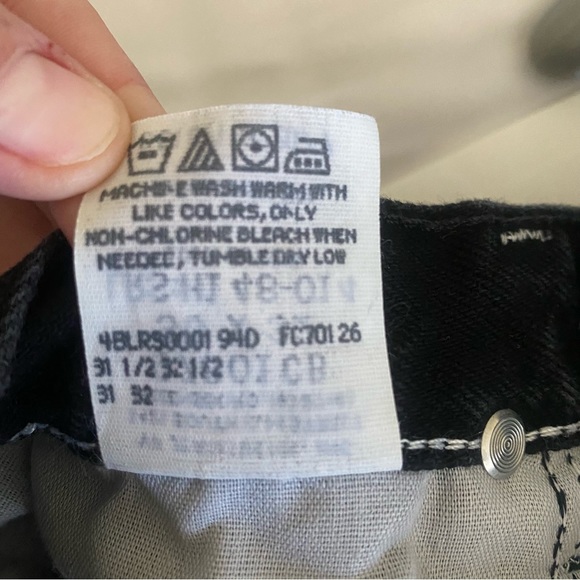 MACHINE WASH WARM WITH
LIKE COLORS, ONLY
NON-CHLORINE BLEACH WHEN
NEEDED, TUMBLE DRY LOW
4BLRS0001 94D FC70126
31 1/2 32 1/2
31 32